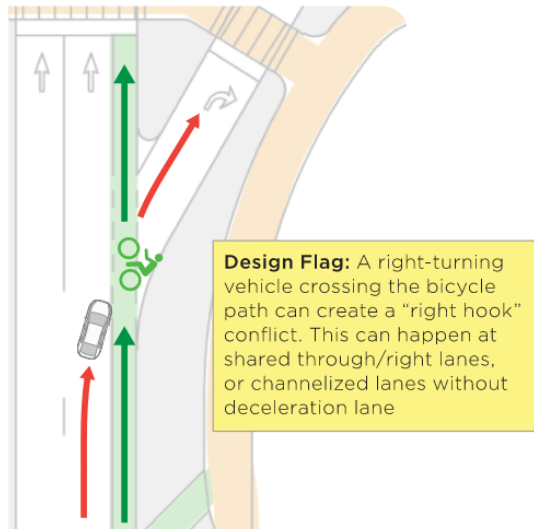 Design Flag: A right-turning
vehicle crossing the bicycle
path can create a “right hook”
conflict. This can happen at
shared through/right lanes,
or channelized lanes without
deceleration lane